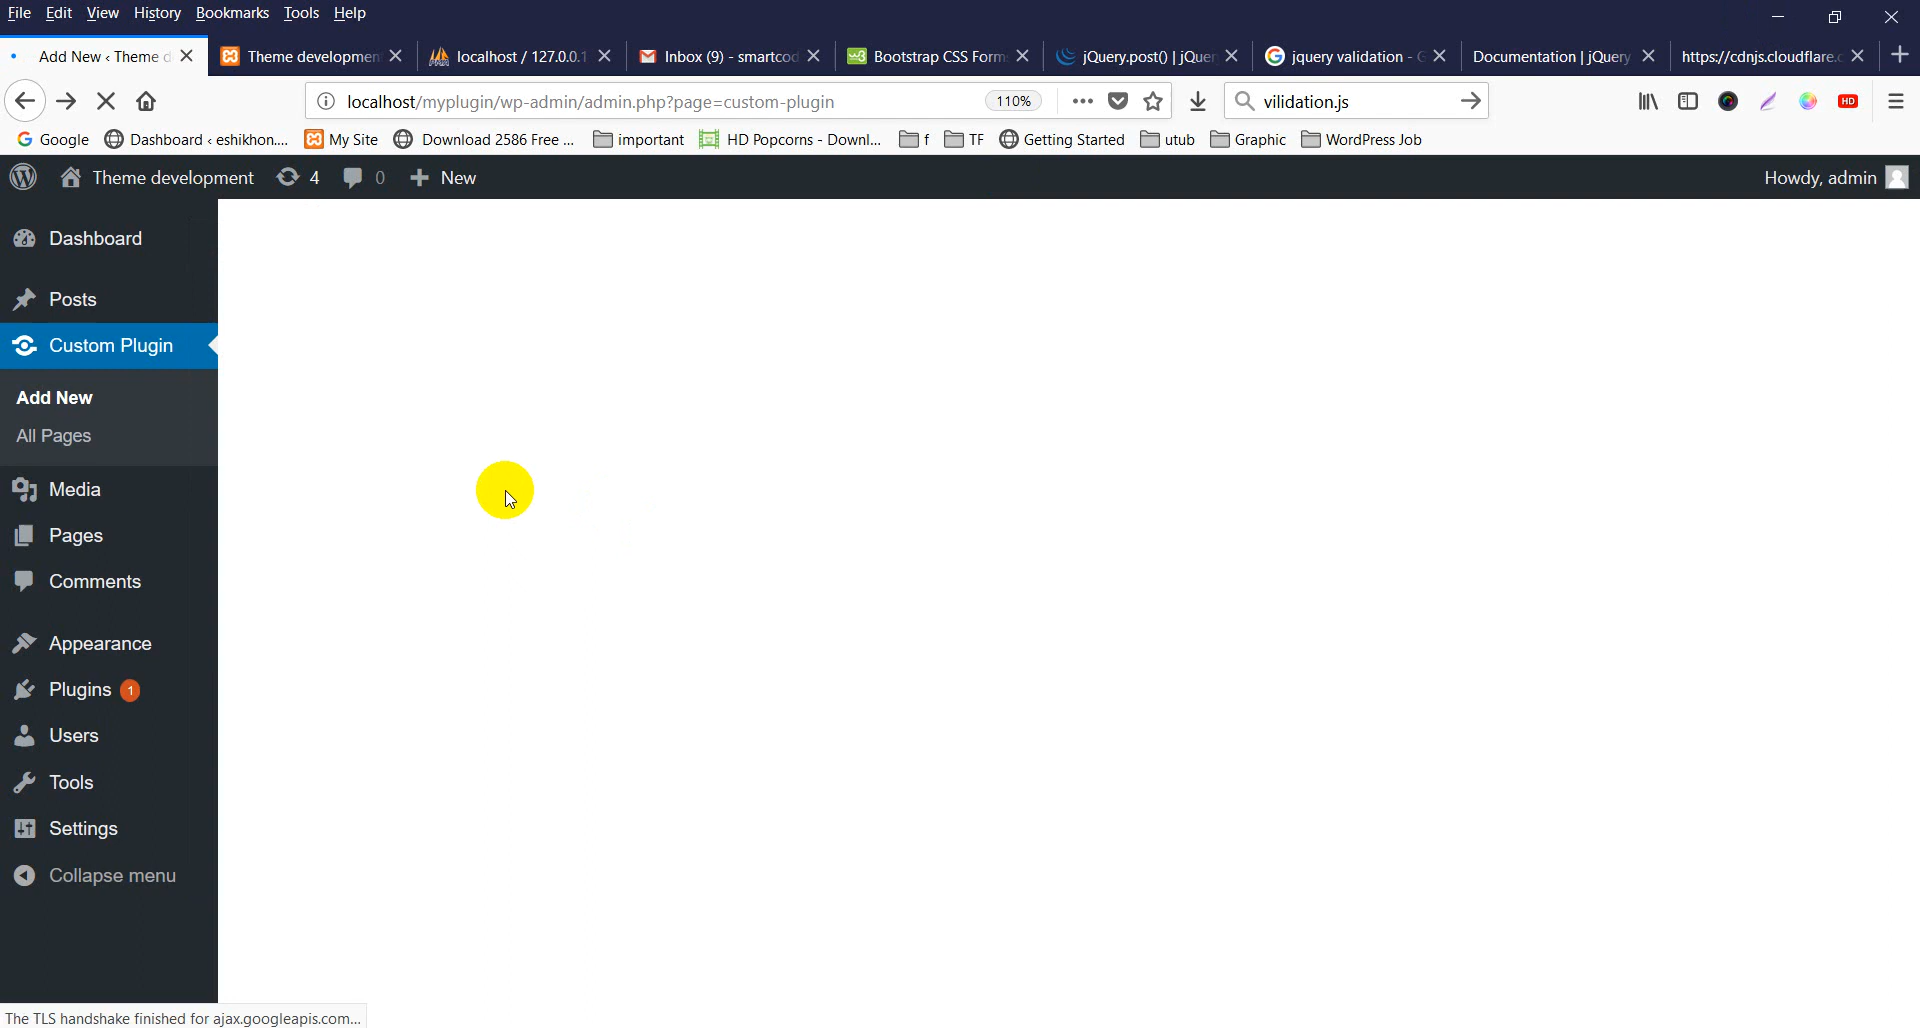 File Edit View History Bookmarks Tools Help
Add New ‹ Theme d Theme development localhost / 127.0.0.1 Inbox (9) - smartcod Bootstrap CSS Form jQuery.post() | jQuer jquery validation - G Documentation | jQuery https://cdnjs.cloudflare.c
localhost/myplugin/wp-admin/admin.php?page=custom-plugin 110% vilidation.js HD
Google Dashboard ‹ eshikhon.... My Site Download 2586 Free ... important HD Popcorns - Downl... f TF Getting Started utub Graphic WordPress Job
Theme development 4 0 New Howdy, admin
Dashboard
Posts
Custom Plugin
Add New
All Pages
Media
Pages
Comments
Appearance
Plugins 1
Users
Tools
Settings
Collapse menu
The TLS handshake finished for ajax.googleapis.com...